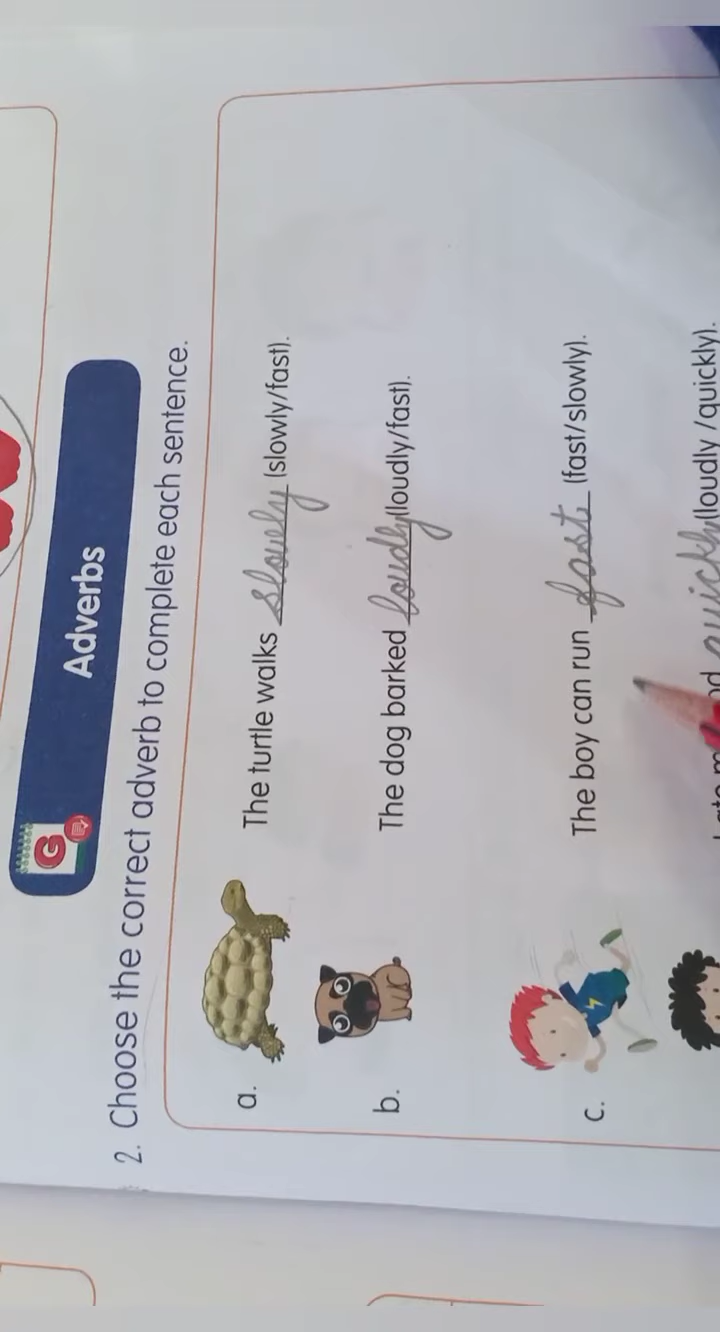 G
Adverbs
2. Choose the correct adverb to complete each sentence.
a. The turtle walks slowly (slowly/fast).
b. The dog barked loudly (loudly/fast).
c. The boy can run fast (fast/slowly).
quickly (loudly /quickly).